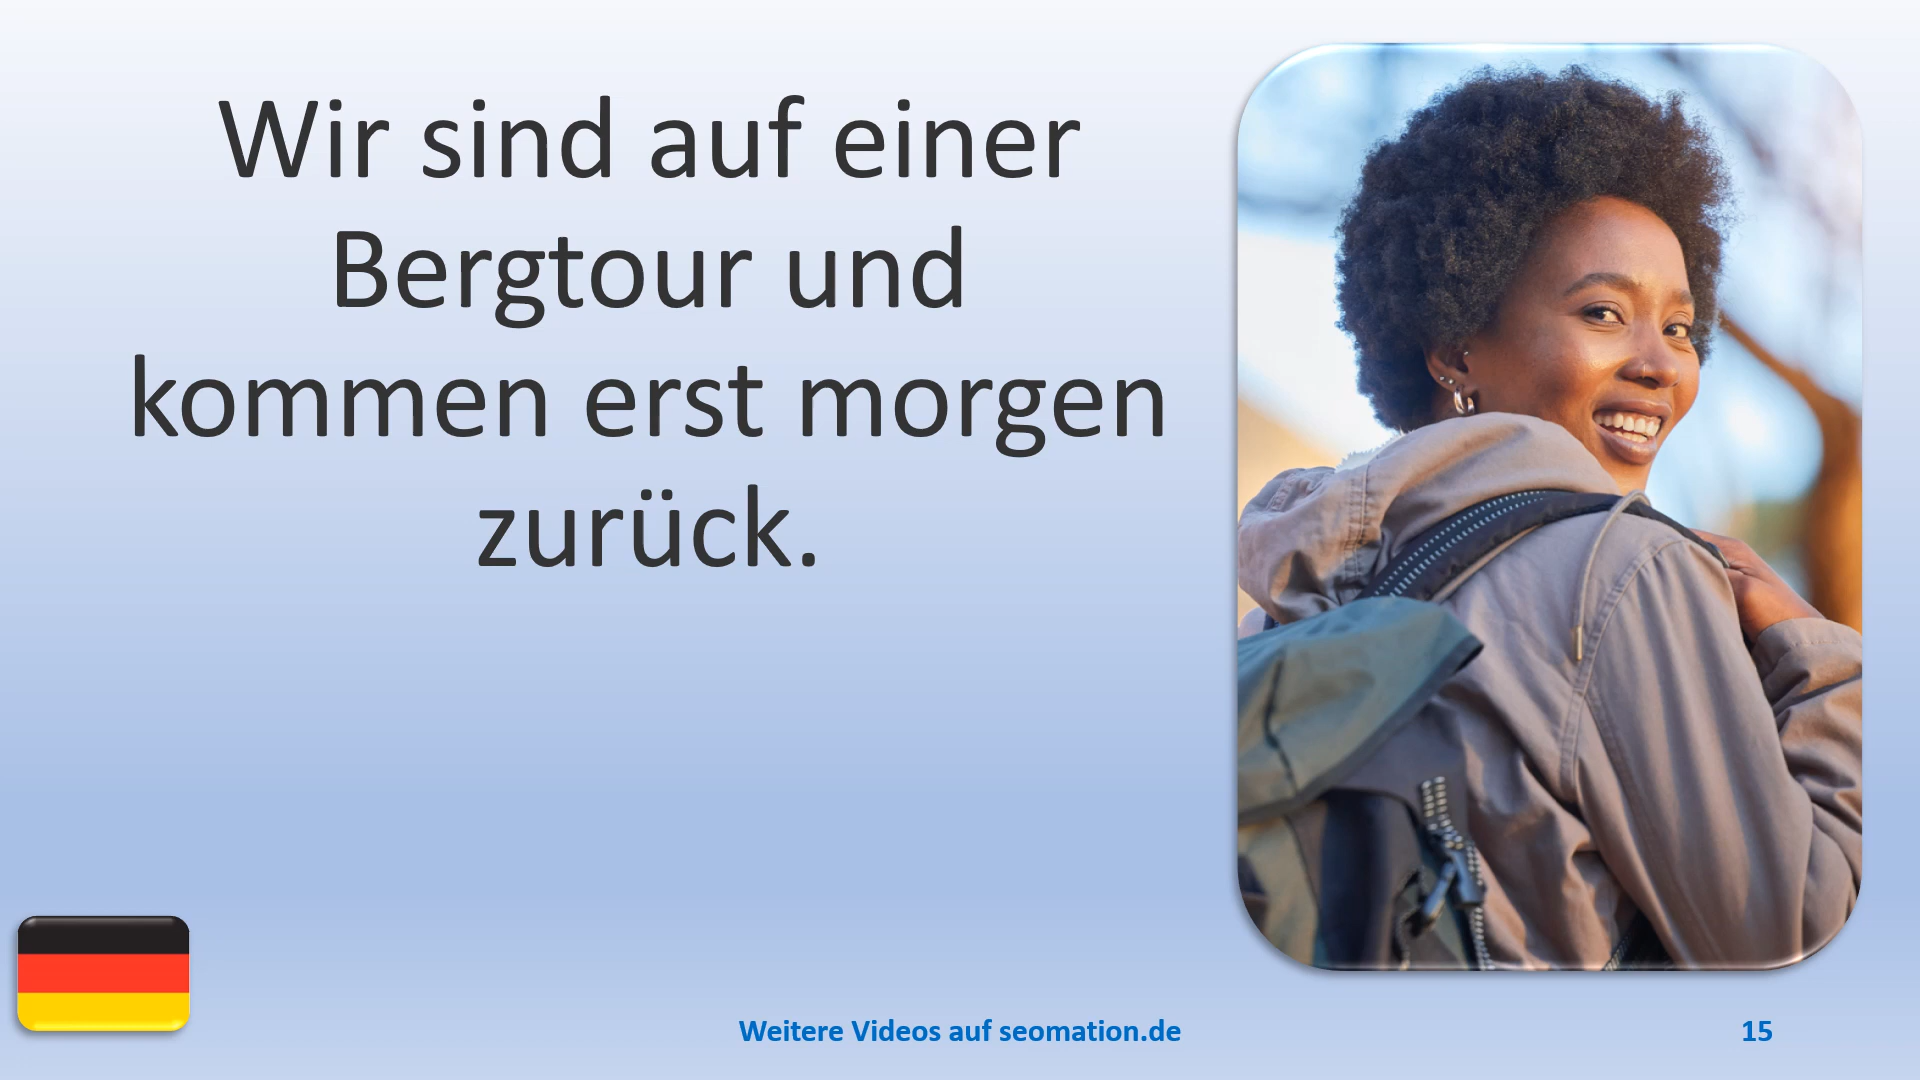 Wir sind auf einer
Bergtour und
kommen erst morgen
zurück.
Weitere Videos auf seomation.de
15